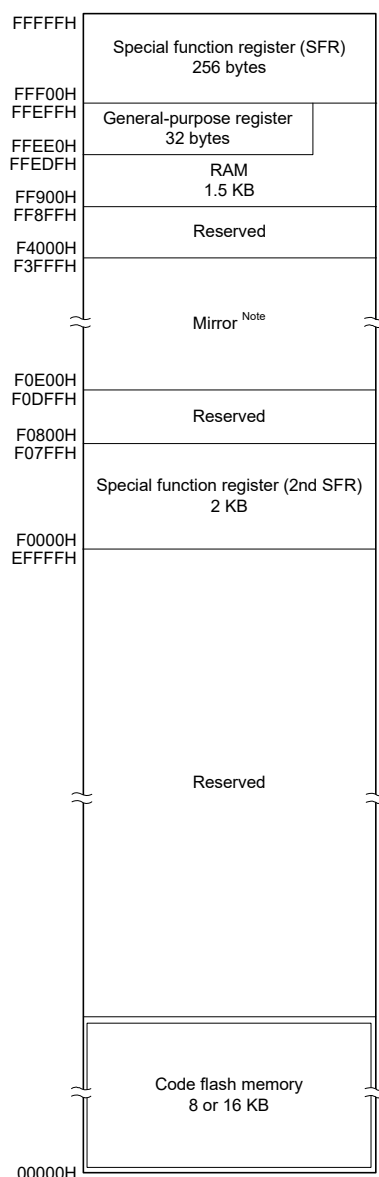 FFFFFH
Special function register (SFR)
256 bytes
FFF00H
FFEFFH
General-purpose register
32 bytes
FFEE0H
FFEDFH
RAM
1.5 KB
FF900H
FF8FFH
Reserved
F4000H
F3FFFH
Mirror Note
F0E00H
F0DFFH
Reserved
F0800H
F07FFH
Special function register (2nd SFR)
2 KB
F0000H
EFFFFH
Reserved
Code flash memory
8 or 16 KB
00000H